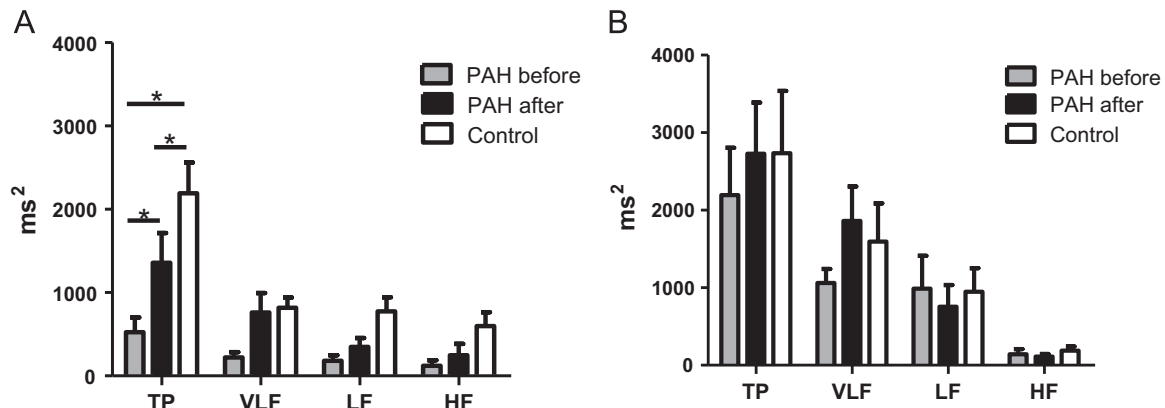 A
4000
3000
2000
1000
0
ms²
PAH before
PAH after
Control
*
*
*
TP
VLF
LF
HF
B
4000
3000
2000
1000
0
ms²
PAH before
PAH after
Control
TP
VLF
LF
HF